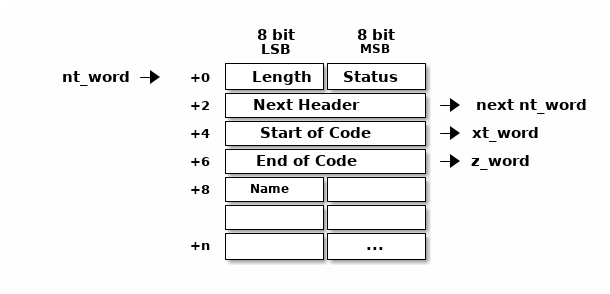 8 bit 8 bit
LSB MSB
nt_word +0 Length Status
+2 Next Header next nt_word
+4 Start of Code xt_word
+6 End of Code z_word
+8 Name
+n ...